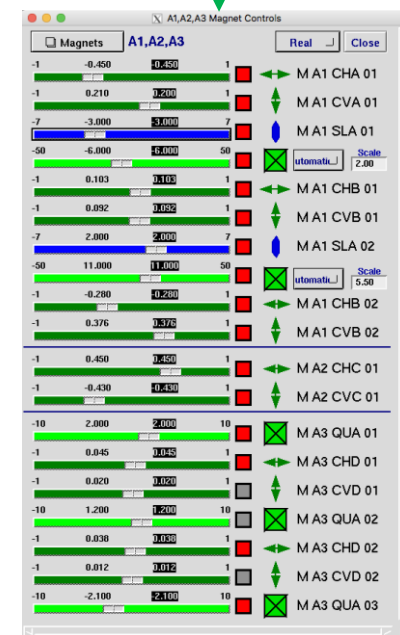 A1,A2,A3 Magnet Controls
Magnets A1,A2,A3 Real Close
-1 -0.450 -0.450 1 M A1 CHA 01
-1 0.210 0.200 1 M A1 CVA 01
-7 -3.000 -3.000 7 M A1 SLA 01
-50 -6.000 -6.000 50 utomatic Scale 2.00
-1 0.103 0.103 1 M A1 CHB 01
-1 0.092 0.092 1 M A1 CVB 01
-7 2.000 2.000 7 M A1 SLA 02
-50 11.000 11.000 50 utomatic Scale 5.50
-1 -0.280 -0.280 1 M A1 CHB 02
-1 0.376 0.376 1 M A1 CVB 02
-1 0.450 0.450 1 M A2 CHC 01
-1 -0.430 -0.430 1 M A2 CVC 01
-10 2.000 2.000 10 M A3 QUA 01
-1 0.045 0.045 1 M A3 CHD 01
-1 0.020 0.020 1 M A3 CVD 01
-10 1.200 1.200 10 M A3 QUA 02
-1 0.038 0.038 1 M A3 CHD 02
-1 0.012 0.012 1 M A3 CVD 02
-10 -2.100 -2.100 10 M A3 QUA 03